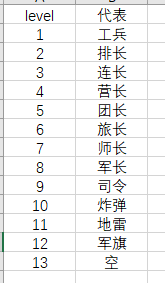 level 代表
1 工兵
2 排长
3 连长
4 营长
5 团长
6 旅长
7 师长
8 军长
9 司令
10 炸弹
11 地雷
12 军旗
13 空